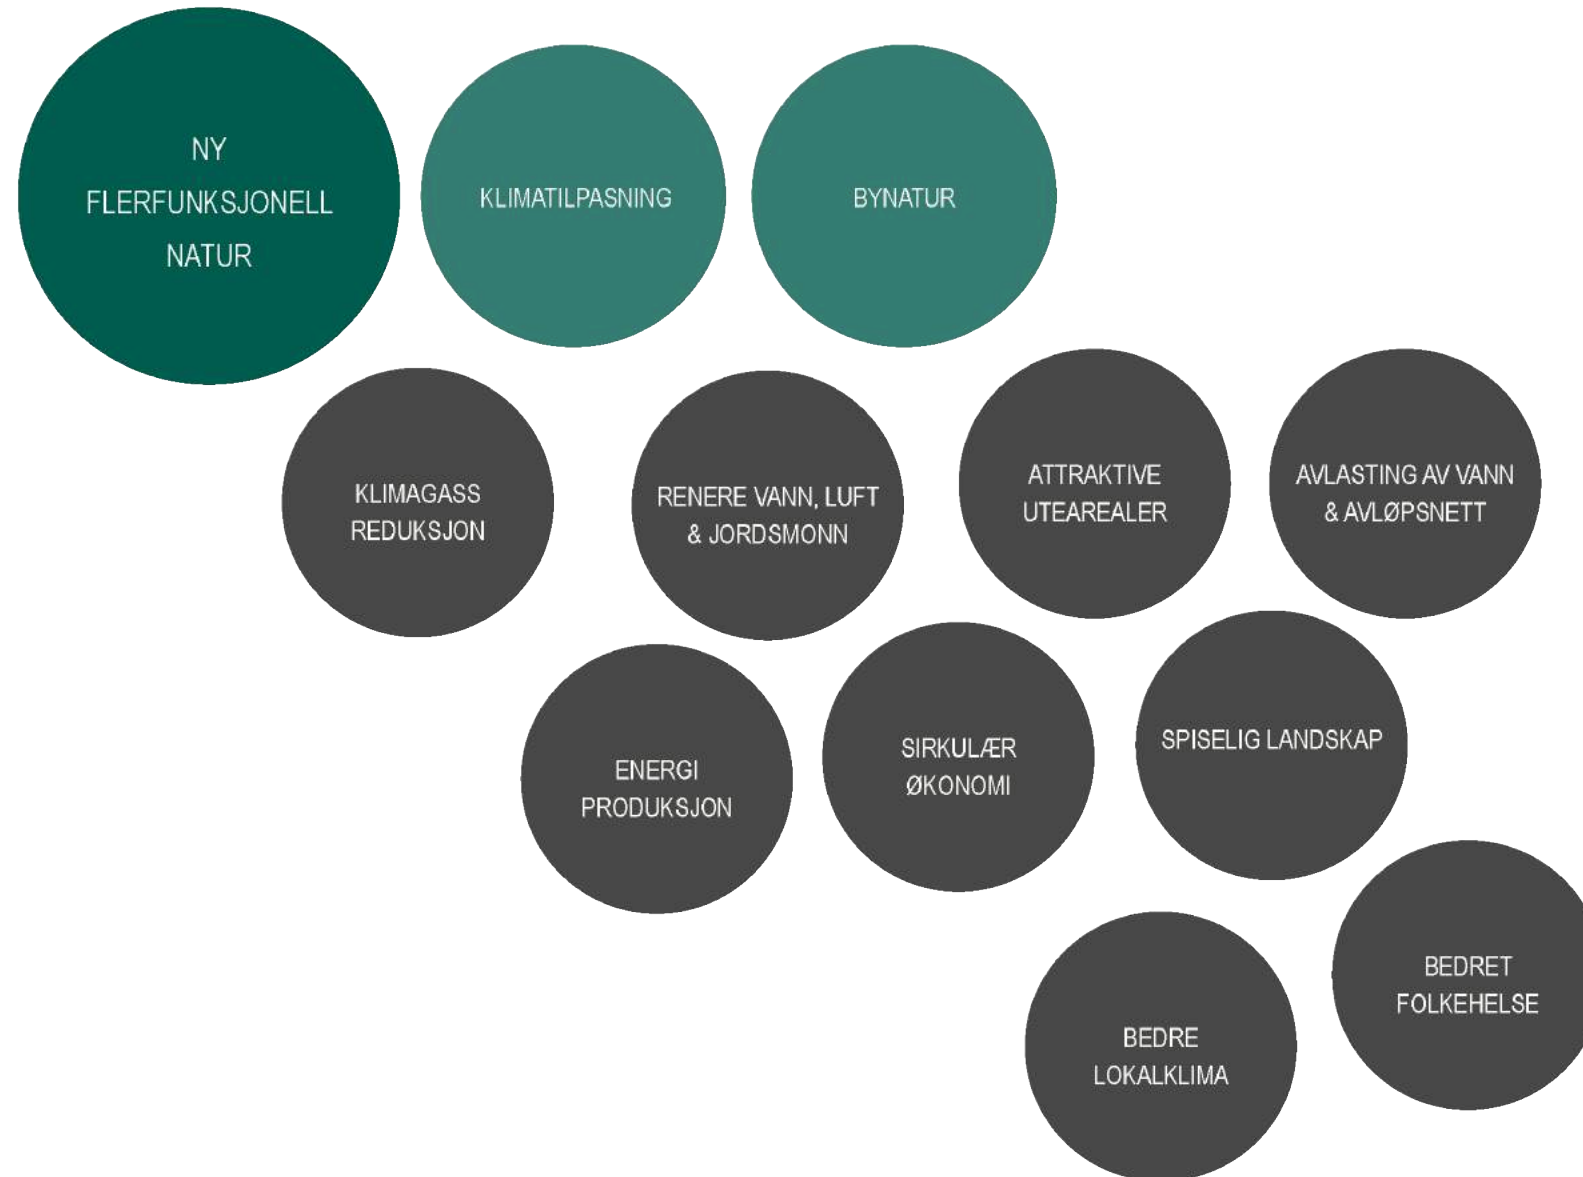 NY
FLERFUNKSJONELL
NATUR
KLIMATILPASNING
BYNATUR
KLIMAGASS
REDUKSJON
RENERE VANN, LUFT
& JORDSMONN
ATTRAKTIVE
UTEAREALER
AVLASTING AV VANN
& AVLØPSNETT
ENERGI
PRODUKSJON
SIRKULÆR
ØKONOMI
SPISELIG LANDSKAP
BEDRE
LOKALKLIMA
BEDRET
FOLKEHELSE